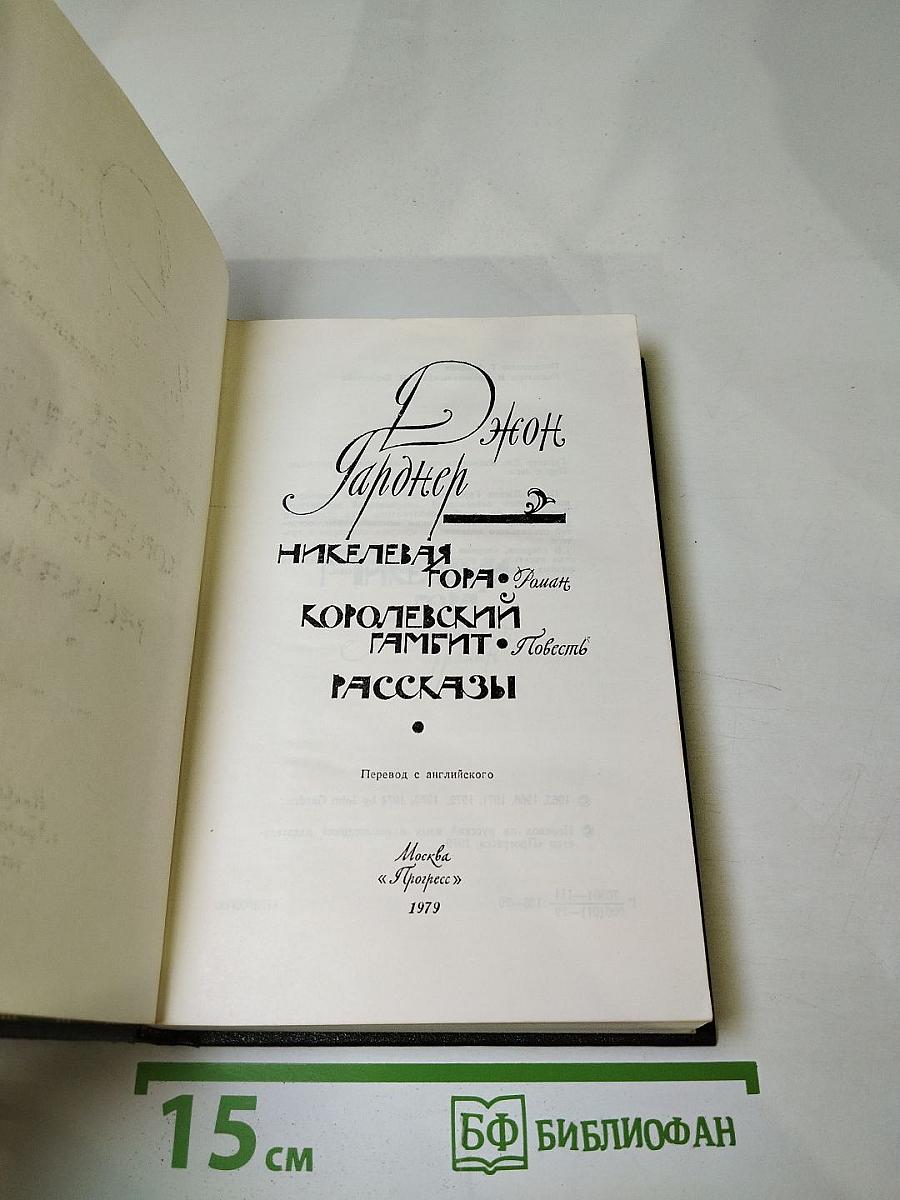 Джон
Гарднер
НИКЕЛЕВАЯ
ГОРА • Роман
КОРОЛЕВСКИЙ
ГАМБИТ • Повесть
РАССКАЗЫ
•
Перевод с английского
Москва
«Прогресс»
1979
15 см
БФ БИБЛИОФАН